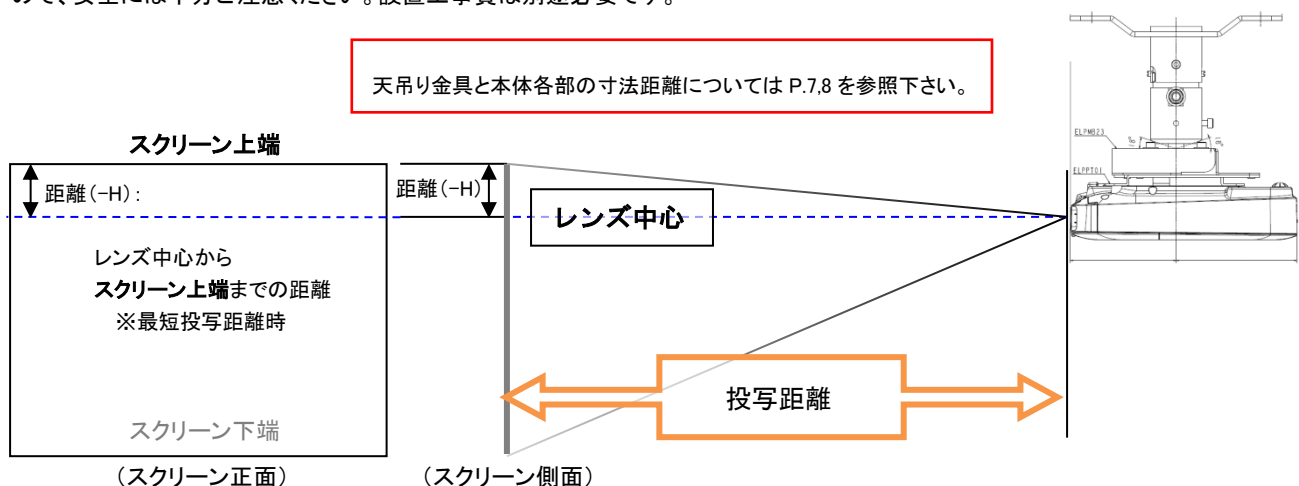 ので、安全には十分ご注意ください。設置工事費は別途必要です。
天吊り金具と本体各部の寸法距離については P.7,8 を参照下さい。
スクリーン上端
距離(-H):
距離(-H)
レンズ中心
レンズ中心から
スクリーン上端までの距離
※最短投写距離時
投写距離
スクリーン下端
(スクリーン正面)
(スクリーン側面)
ELPMB23
18°
18°
ELPPT01